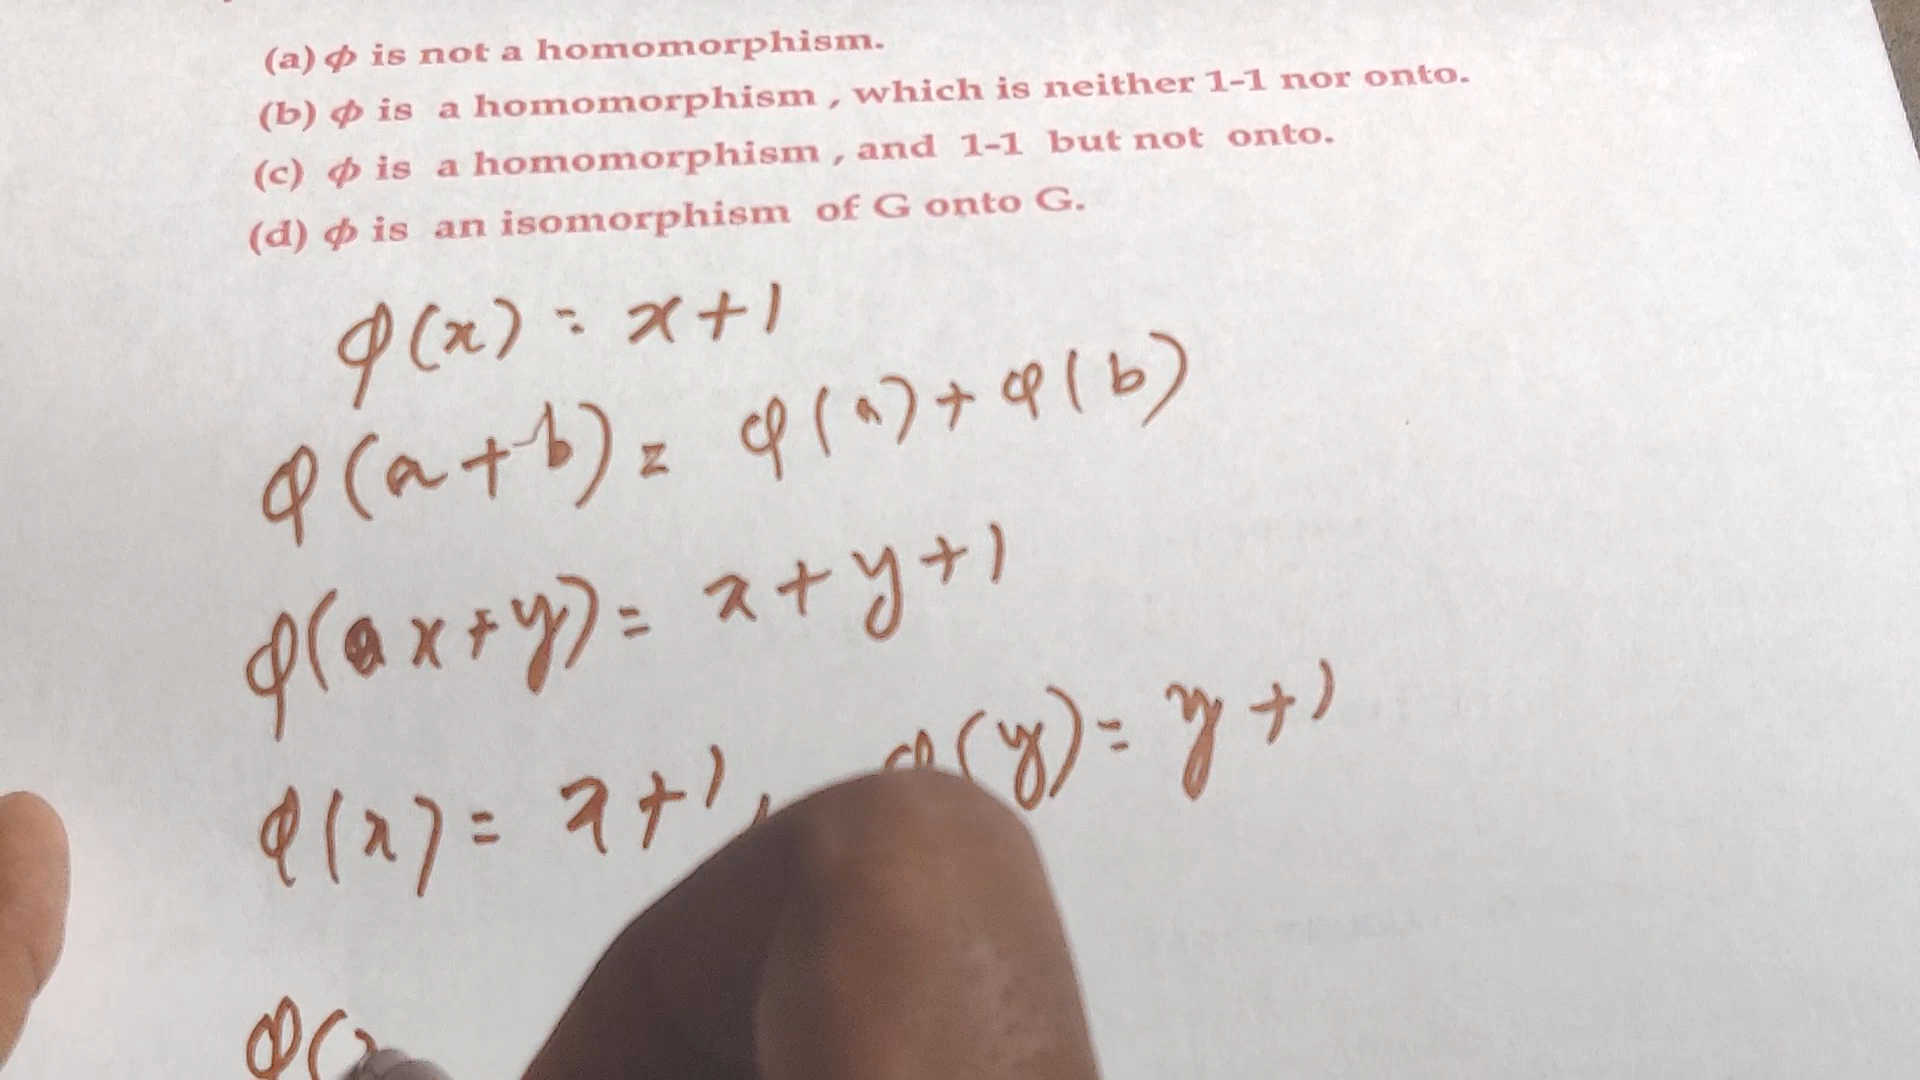 (a) ϕ is not a homomorphism.
(b) ϕ is a homomorphism , which is neither 1-1 nor onto.
(c) ϕ is a homomorphism , and 1-1 but not onto.
(d) ϕ is an isomorphism of G onto G.
φ(x) = x+1
φ(a+b) = φ(a)+φ(b)
φ(x+y) = x+y+1
φ(x) = x+1, φ(y) = y+1
φ(